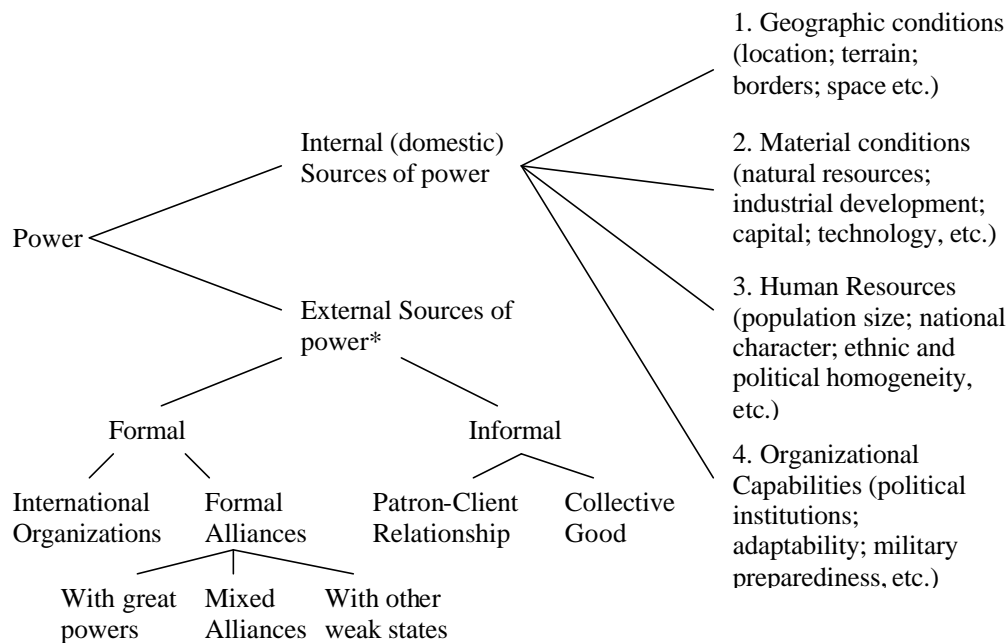 Power
Internal (domestic)
Sources of power
1. Geographic conditions
(location; terrain;
borders; space etc.)
2. Material conditions
(natural resources;
industrial development;
capital; technology, etc.)
3. Human Resources
(population size; national
character; ethnic and
political homogeneity,
etc.)
4. Organizational
Capabilities (political
institutions;
adaptability; military
preparediness, etc.)
External Sources of
power*
Formal
Informal
International
Organizations
Formal
Alliances
Patron-Client
Relationship
Collective
Good
With great
powers
Mixed
Alliances
With other
weak states